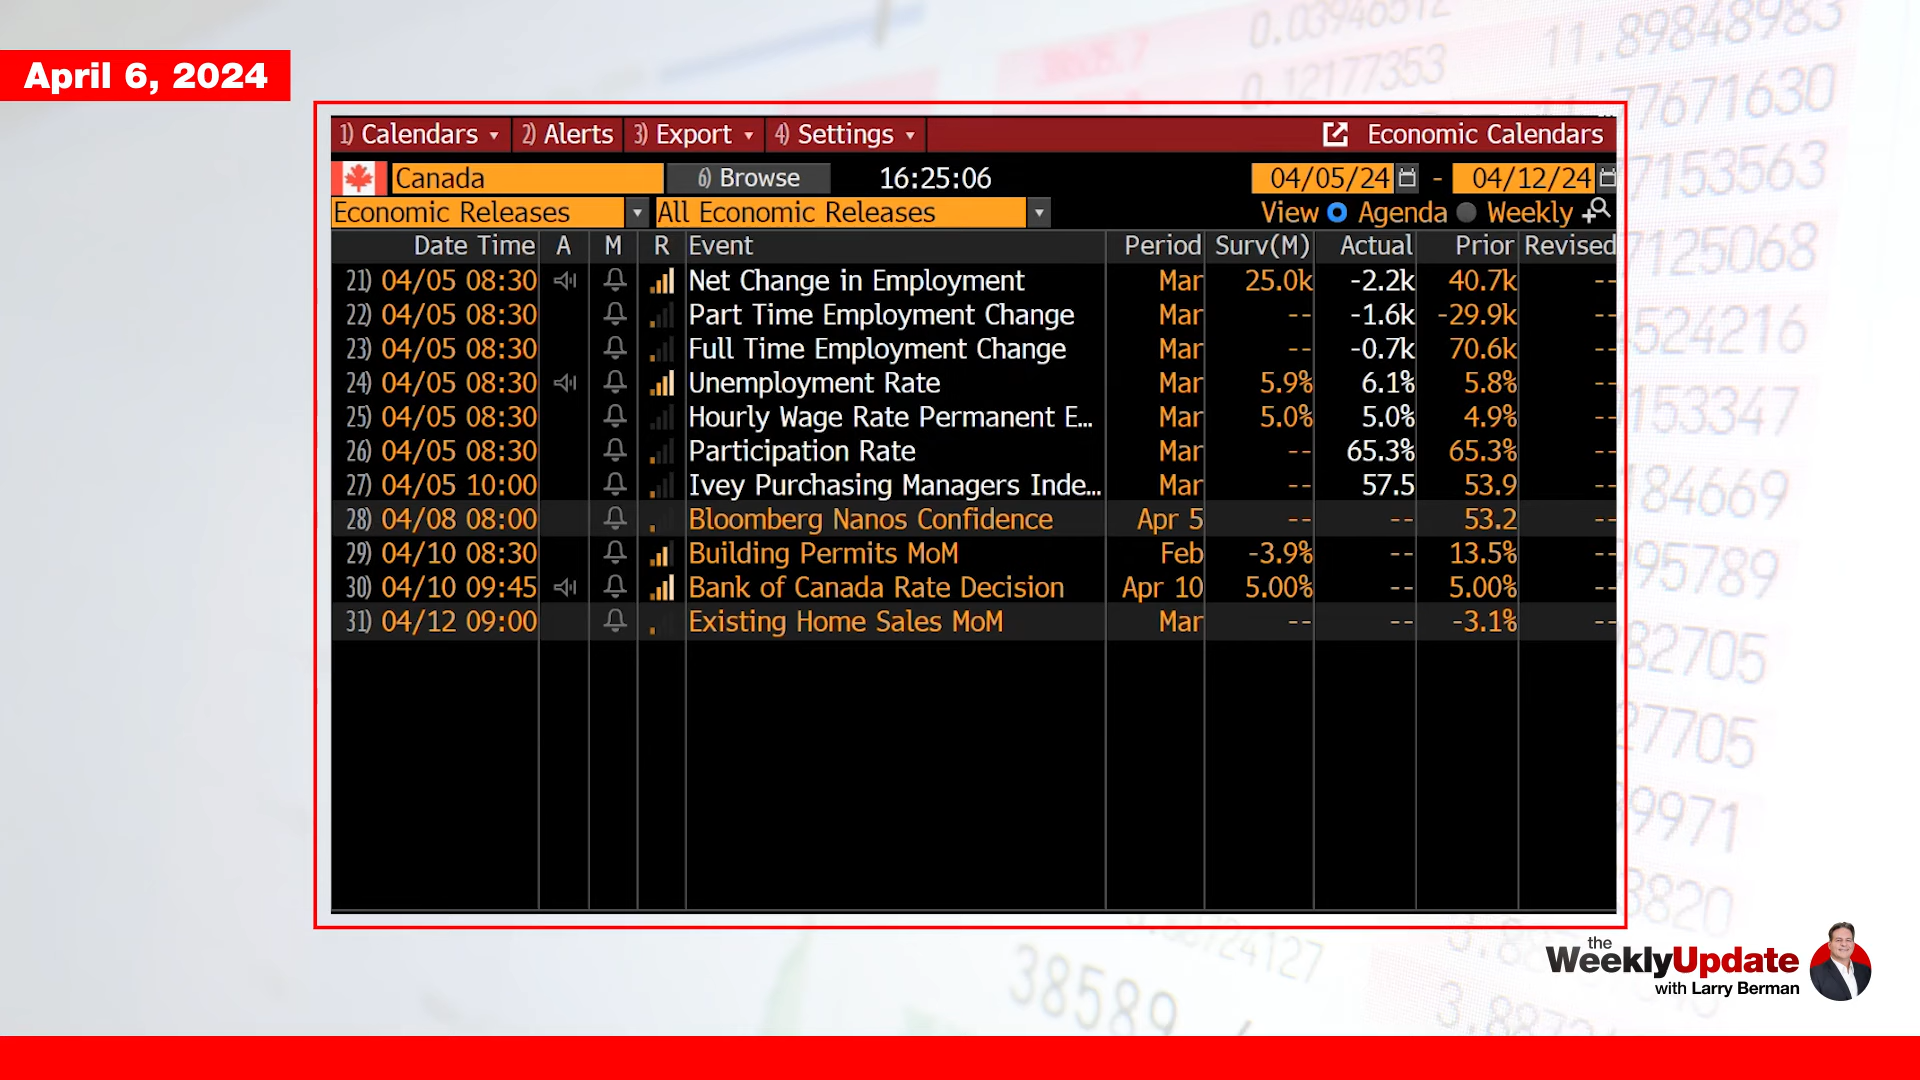 April 6, 2024
1) Calendars 2) Alerts 3) Export 4) Settings Economic Calendars
Canada 6) Browse 16:25:06 04/05/24 - 04/12/24
Economic Releases All Economic Releases View Agenda Weekly
Date Time A M R Event Period Surv(M) Actual Prior Revised
21) 04/05 08:30 Net Change in Employment Mar 25.0k -2.2k 40.7k --
22) 04/05 08:30 Part Time Employment Change Mar -- -1.6k -29.9k --
23) 04/05 08:30 Full Time Employment Change Mar -- -0.7k 70.6k --
24) 04/05 08:30 Unemployment Rate Mar 5.9% 6.1% 5.8% --
25) 04/05 08:30 Hourly Wage Rate Permanent E... Mar 5.0% 5.0% 4.9% --
26) 04/05 08:30 Participation Rate Mar -- 65.3% 65.3% --
27) 04/05 10:00 Ivey Purchasing Managers Inde... Mar -- 57.5 53.9 --
28) 04/08 08:00 Bloomberg Nanos Confidence Apr 5 -- -- 53.2 --
29) 04/10 08:30 Building Permits MoM Feb -3.9% -- 13.5% --
30) 04/10 09:45 Bank of Canada Rate Decision Apr 10 5.00% -- 5.00% --
31) 04/12 09:00 Existing Home Sales MoM Mar -- -- -3.1% --
the
WeeklyUpdate
with Larry Berman
38589